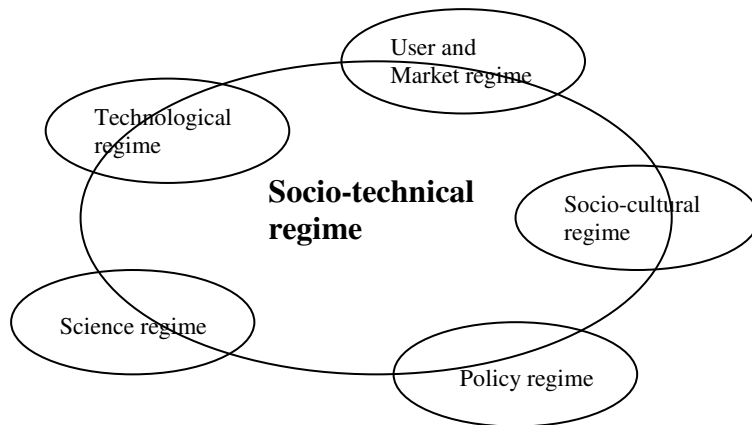 User and
Market regime
Technological
regime
Socio-technical
regime
Socio-cultural
regime
Science regime
Policy regime